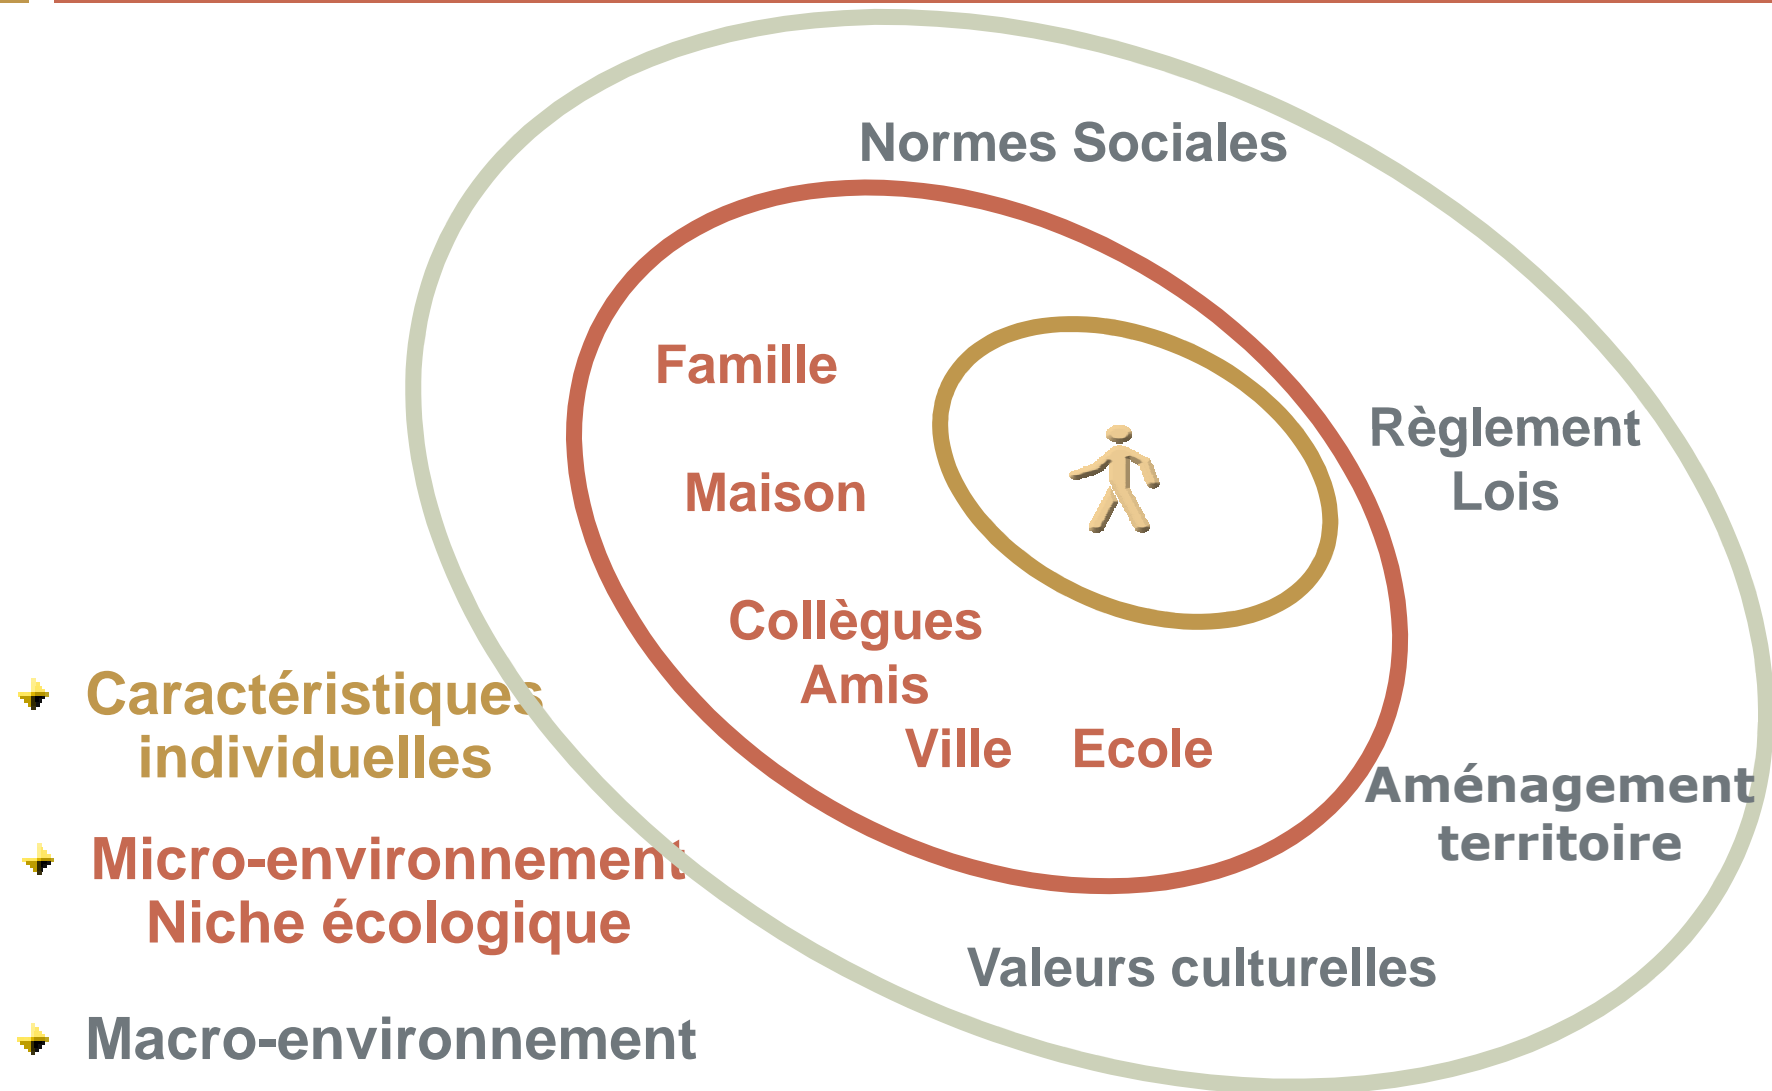 Normes Sociales
Famille
Règlement
Lois
Maison
Collègues
Amis
Ville
Ecole
Aménagement
territoire
Valeurs culturelles
Caractéristiques
individuelles
Micro-environnement
Niche écologique
Macro-environnement